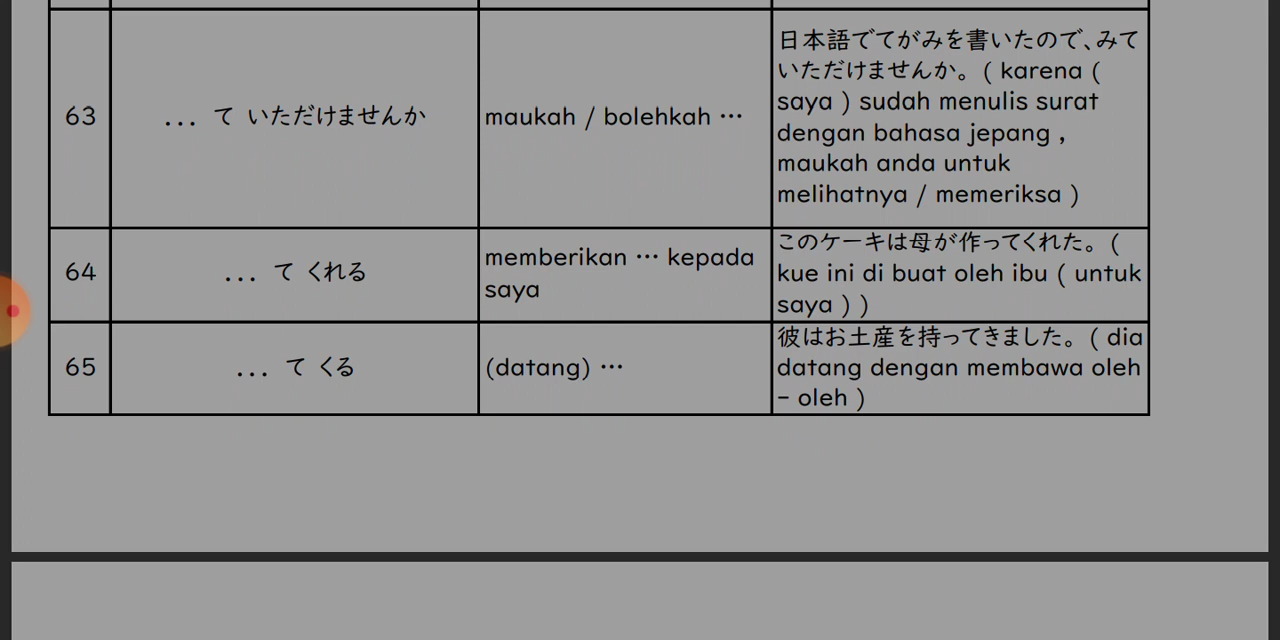 63
... て いただけませんか
maukah / bolehkah …
日本語でてがみを書いたので、みて
いただけませんか。( karena (
saya ) sudah menulis surat
dengan bahasa jepang ,
maukah anda untuk
melihatnya / memeriksa )
64
... て くれる
memberikan … kepada
saya
このケーキは母が作ってくれた。(
kue ini di buat oleh ibu ( untuk
saya ) )
65
... て くる
(datang) …
彼はお土産を持ってきました。( dia
datang dengan membawa oleh
– oleh )